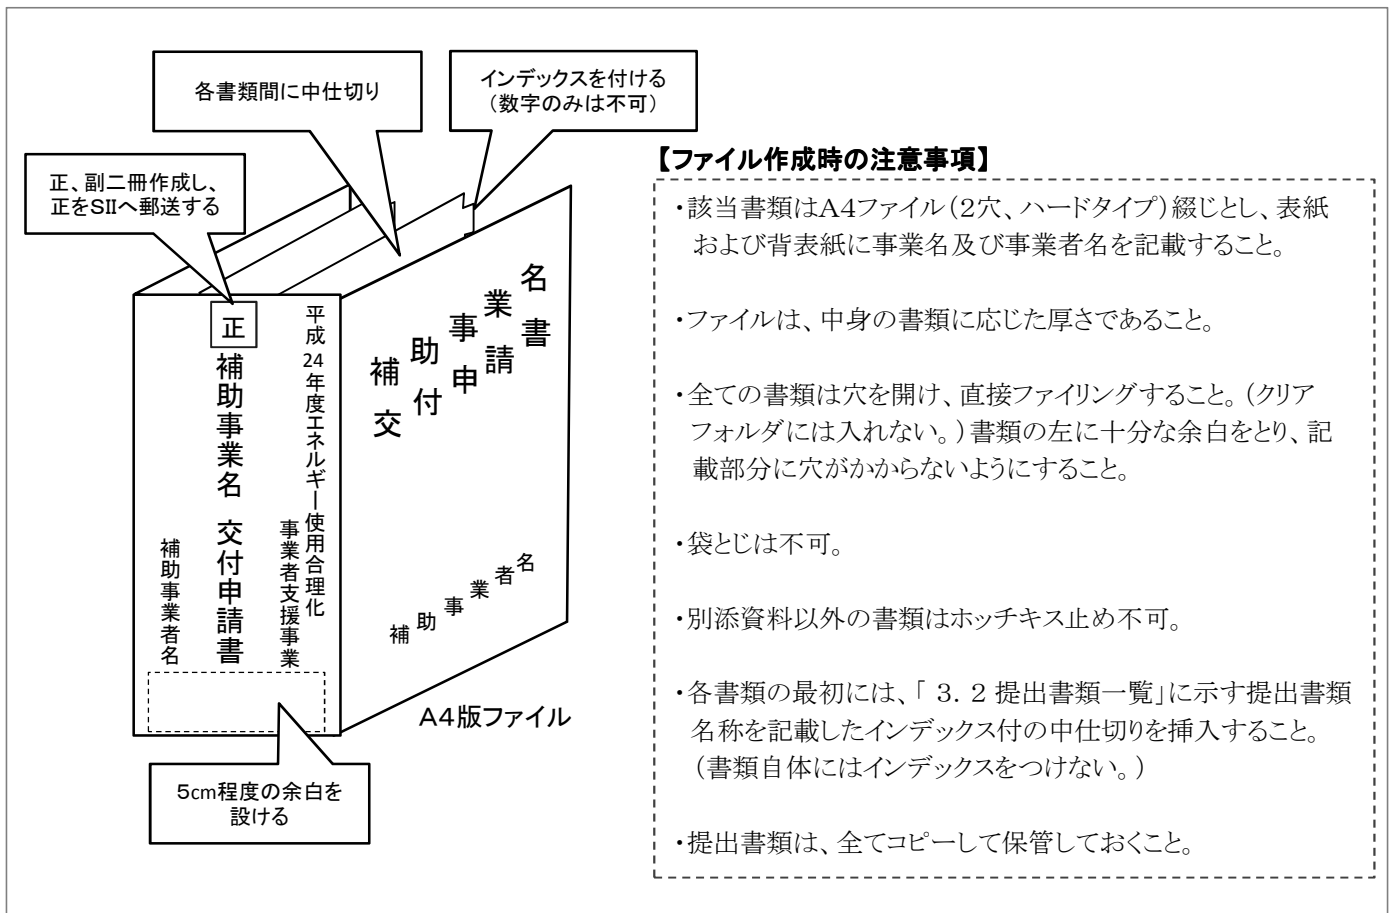 各書類間に中仕切り
インデックスを付ける
（数字のみは不可）
正、副二冊作成し、
正をSIIへ郵送する
正
平成24年度エネルギー使用合理化
事業者支援事業
補助事業名 交付申請書
補助事業者名
補助事業名
交付申請書
補助事業者名
A4版ファイル
5cm程度の余白を
設ける
【ファイル作成時の注意事項】
・該当書類はA4ファイル（2穴、ハードタイプ）綴じとし、表紙
および背表紙に事業名及び事業者名を記載すること。
・ファイルは、中身の書類に応じた厚さであること。
・全ての書類は穴を開け、直接ファイリングすること。（クリア
フォルダには入れない。）書類の左に十分な余白をとり、記
載部分に穴がかからないようにすること。
・袋とじは不可。
・別添資料以外の書類はホッチキス止め不可。
・各書類の最初には、「 3. 2 提出書類一覧」に示す提出書類
名称を記載したインデックス付の中仕切りを挿入すること。
（書類自体にはインデックスをつけない。）
・提出書類は、全てコピーして保管しておくこと。